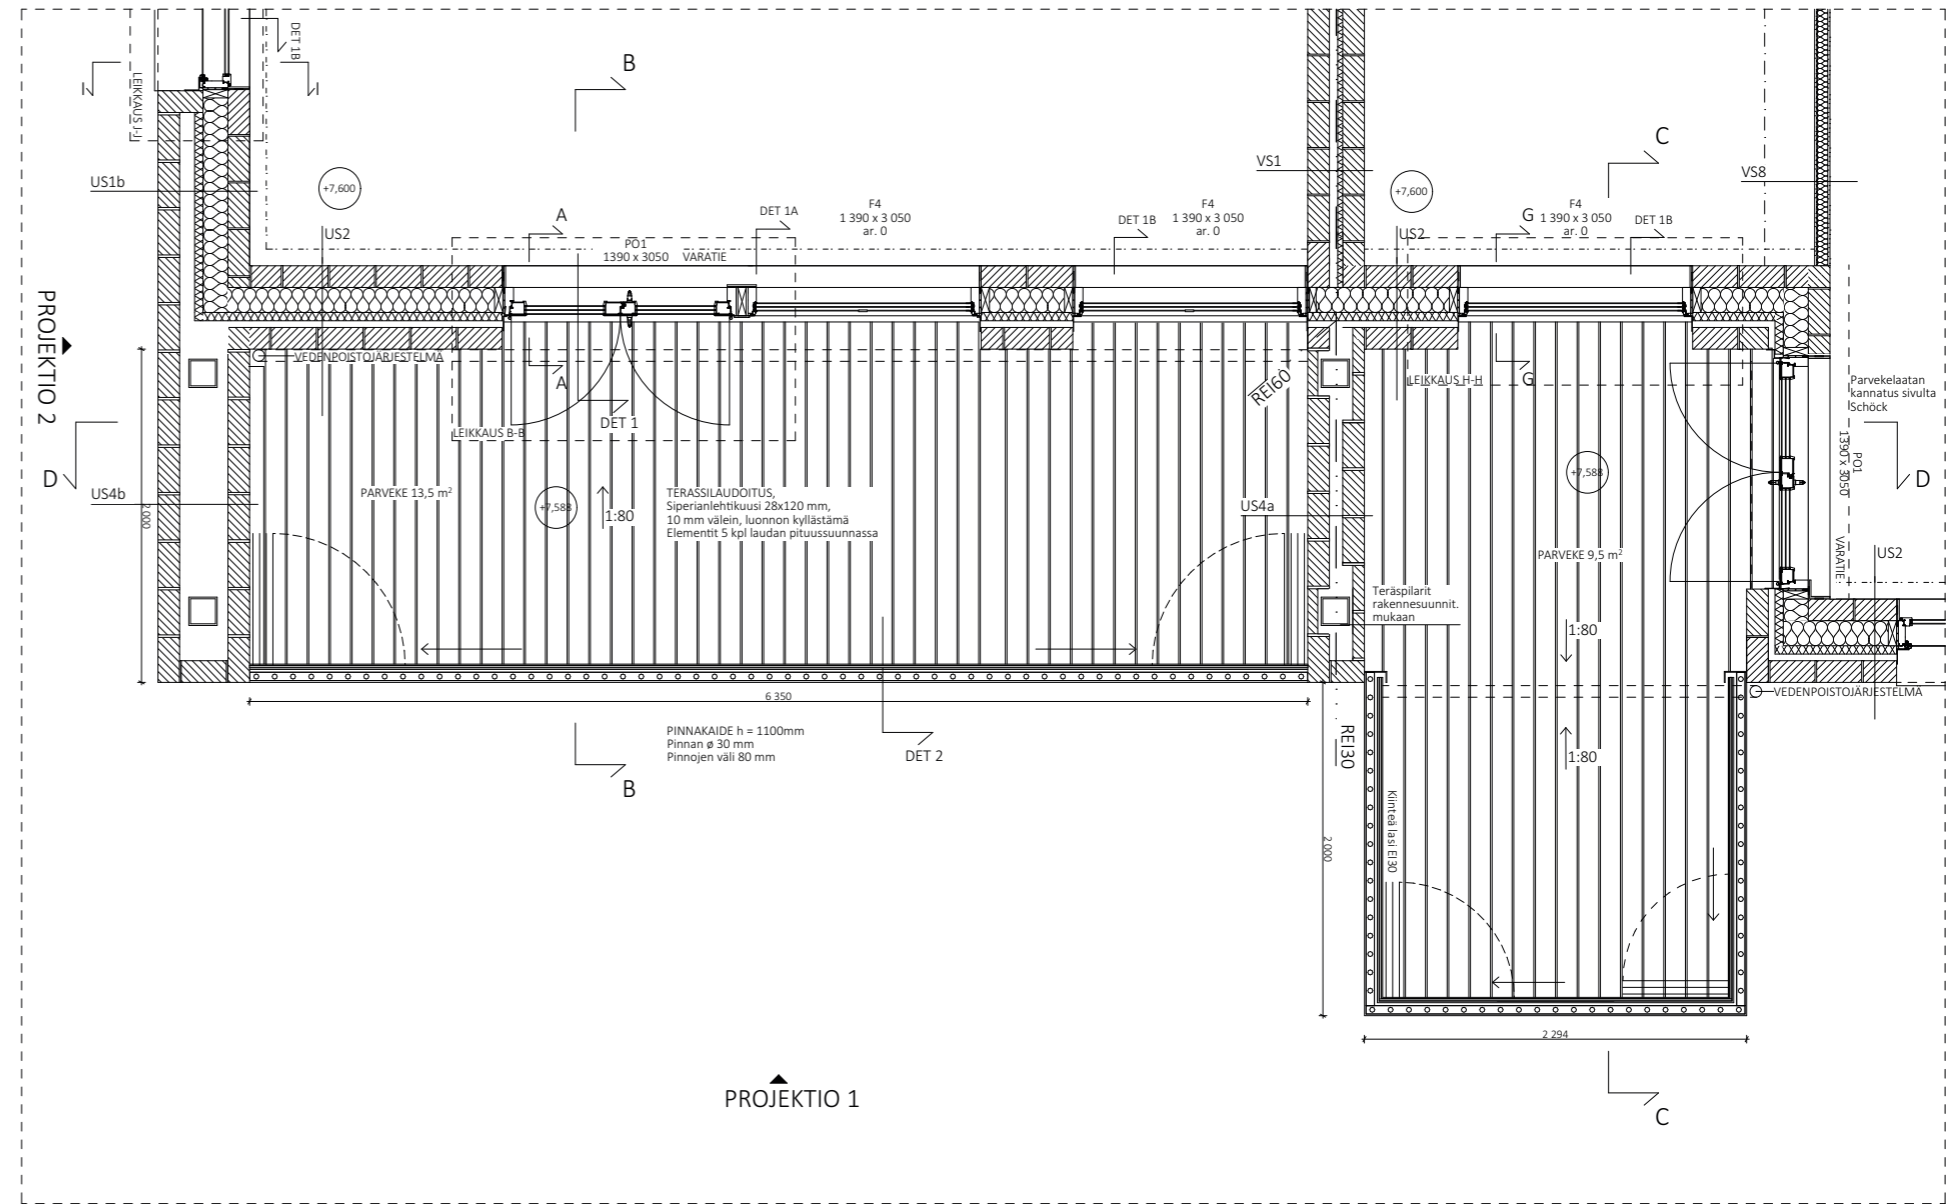 DET 1B
B
I
I
LEIKKAUS J-J
C
VS1
VS8
US1b
+7,600
+7,600
F4
1 390 x 3 050
ar. 0
F4
1 390 x 3 050
ar. 0
F4
1 390 x 3 050
ar. 0
A
DET 1A
DET 1B
G
DET 1B
US2
US2
PO1
1390 x 3050 VARATIE
PROJEKTIO 2
VEDENPOISTOJÄRJESTELMÄ
A
G
REI60
LEIKKAUS H-H
Parvekelaatan
kannatus sivulta
Schöck
DET 1
LEIKKAUS B-B
PO1
1390 x 3050
VARATIE
D
D
US4b
2 000
PARVEKE 13,5 m²
+7,588
1:80
TERASSILAUDOITUS,
Siperianlehtikuusi 28x120 mm,
10 mm välein, luonnon kyllästämä
Elementit 5 kpl laudan pituussuunnassa
US4a
+7,588
PARVEKE 9,5 m²
US2
Teräspilarit
rakennesuunnit.
mukaan
1:80
6 350
VEDENPOISTOJÄRJESTELMÄ
PINNAKAIDE h = 1100mm
Pinnan ø 30 mm
Pinnojen väli 80 mm
DET 2
REI30
1:80
B
Kiinteä lasi EI30
2 000
2 294
PROJEKTIO 1
C